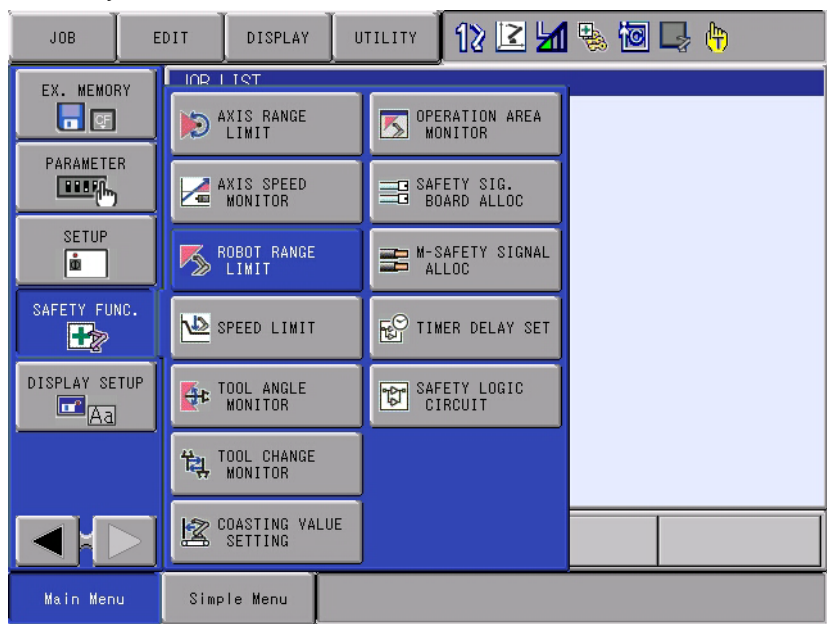 JOB
EDIT
DISPLAY
UTILITY
JOB LIST
EX. MEMORY
CF
PARAMETER
SETUP
SAFETY FUNC.
DISPLAY SETUP
Aa
AXIS RANGE
LIMIT
AXIS SPEED
MONITOR
ROBOT RANGE
LIMIT
SPEED LIMIT
TOOL ANGLE
MONITOR
TOOL CHANGE
MONITOR
COASTING VALUE
SETTING
OPERATION AREA
MONITOR
SAFETY SIG.
BOARD ALLOC
M-SAFETY SIGNAL
ALLOC
TIMER DELAY SET
SAFETY LOGIC
CIRCUIT
Main Menu
Simple Menu